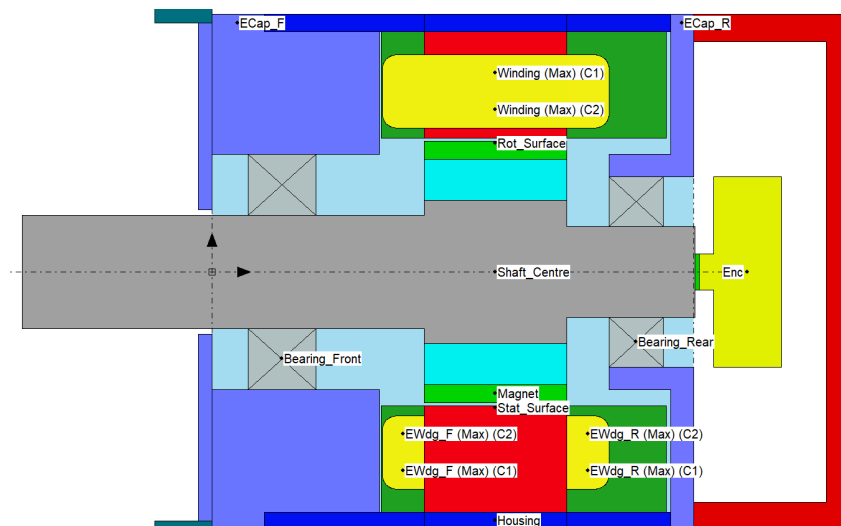 ECap_F
ECap_R
Winding (Max) (C1)
Winding (Max) (C2)
Rot_Surface
Shaft_Centre
Enc
Bearing_Rear
Bearing_Front
Magnet
Stat_Surface
EWdg_F (Max) (C2)
EWdg_R (Max) (C2)
EWdg_F (Max) (C1)
EWdg_R (Max) (C1)
Housing